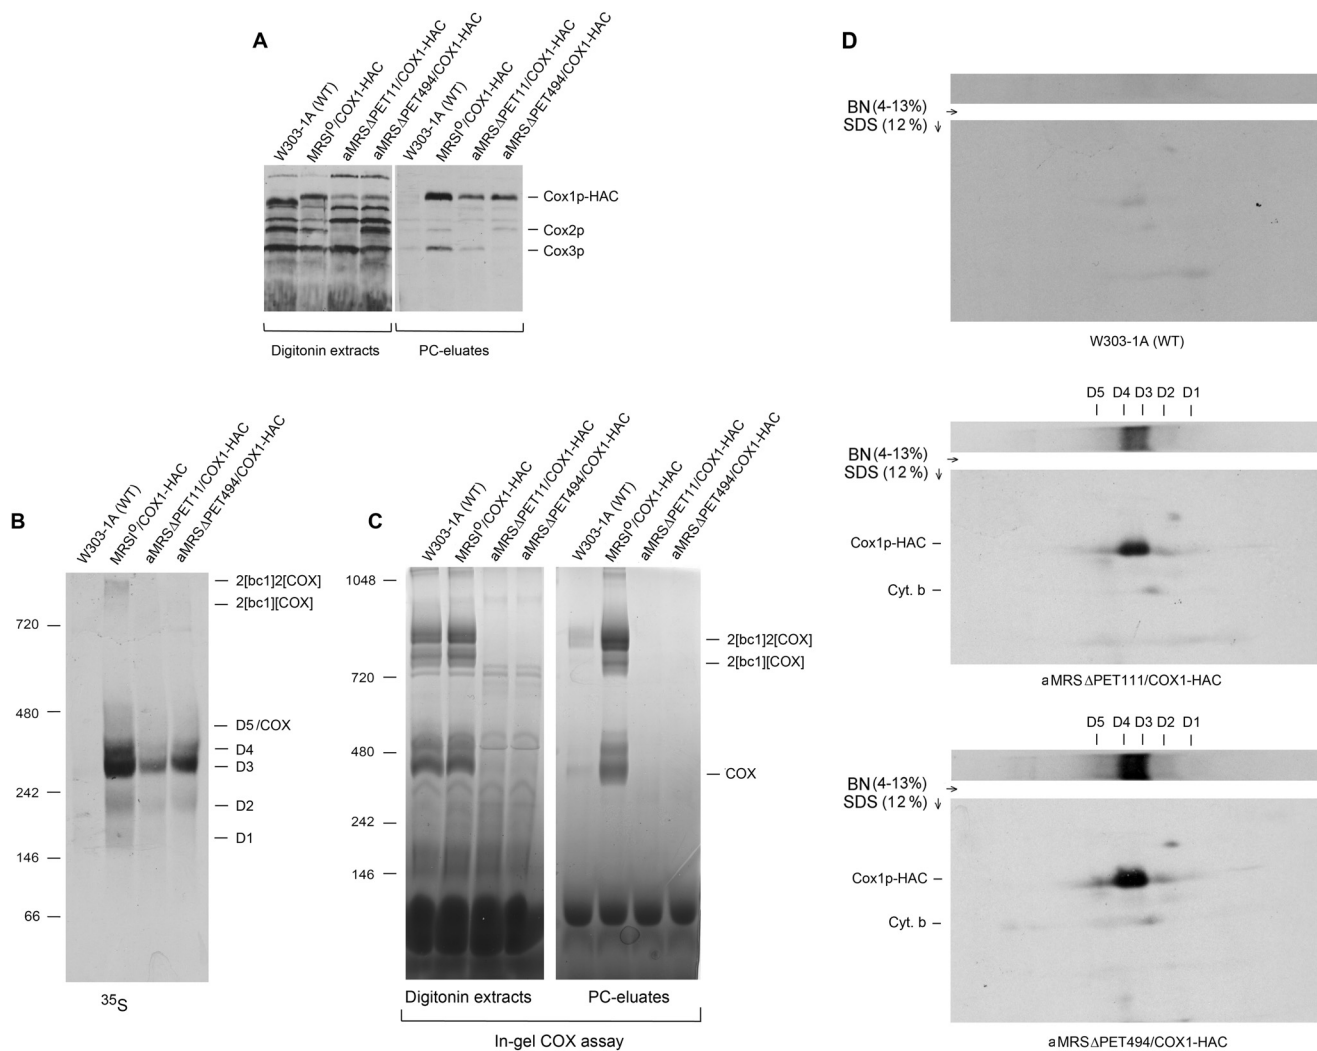 A
W303-1A (WT)
MRSIº/COX1-HAC
aMRSΔPET11/COX1-HAC
aMRSΔPET494/COX1-HAC
W303-1A (WT)
MRSIº/COX1-HAC
aMRSΔPET11/COX1-HAC
aMRSΔPET494/COX1-HAC
Cox1p-HAC
Cox2p
Cox3p
Digitonin extracts
PC-eluates
B
W303-1A (WT)
MRSIº/COX1-HAC
aMRSΔPET11/COX1-HAC
aMRSΔPET494/COX1-HAC
720
480
242
146
66
2[bc1]2[COX]
2[bc1][COX]
D5/COX
D4
D3
D2
D1
³⁵S
C
W303-1A (WT)
MRSIº/COX1-HAC
aMRSΔPET11/COX1-HAC
aMRSΔPET494/COX1-HAC
W303-1A (WT)
MRSIº/COX1-HAC
aMRSΔPET11/COX1-HAC
aMRSΔPET494/COX1-HAC
1048
720
480
242
146
2[bc1]2[COX]
2[bc1][COX]
COX
Digitonin extracts
PC-eluates
In-gel COX assay
D
BN (4-13%)
SDS (12%)
W303-1A (WT)
D5 D4 D3 D2 D1
BN (4-13%)
SDS (12%)
Cox1p-HAC
Cyt. b
aMRSΔPET111/COX1-HAC
D5 D4 D3 D2 D1
BN (4-13%)
SDS (12%)
Cox1p-HAC
Cyt. b
aMRSΔPET494/COX1-HAC